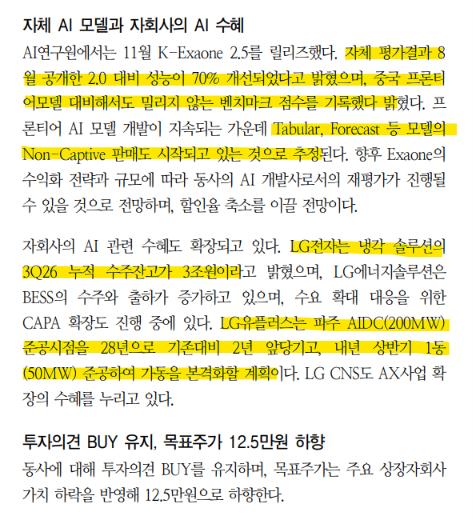 자체 AI 모델과 자회사의 AI 수혜
AI연구원에서는 11월 K-Exaone 2.5를 릴리즈했다. 자체 평가결과 8
월 공개한 2.0 대비 성능이 70% 개선되었다고 밝혔으며, 중국 프론티
어모델 대비해서도 밀리지 않는 벤치마크 점수를 기록했다 밝혔다. 프
론티어 AI 모델 개발이 지속되는 가운데 Tabular, Forecast 등 모델의
Non-Captive 판매도 시작되고 있는 것으로 추정된다. 향후 Exaone의
수익화 전략과 규모에 따라 동사의 AI 개발사로서의 재평가가 진행될
수 있을 것으로 전망하며, 할인율 축소를 이끌 전망이다.
자회사의 AI 관련 수혜도 확장되고 있다. LG전자는 냉각 솔루션의
3Q26 누적 수주잔고가 3조원이라고 밝혔으며, LG에너지솔루션은
BESS의 수주와 출하가 증가하고 있으며, 수요 확대 대응을 위한
CAPA 확장도 진행 중에 있다. LG유플러스는 파주 AIDC(200MW)
준공시점을 28년으로 기존대비 2년 앞당기고, 내년 상반기 1동
(50MW) 준공하여 가동을 본격화할 계획이다. LG CNS도 AX사업 확
장의 수혜를 누리고 있다.
투자의견 BUY 유지, 목표주가 12.5만원 하향
동사에 대해 투자의견 BUY를 유지하며, 목표주가는 주요 상장자회사
가치 하락을 반영해 12.5만원으로 하향한다.